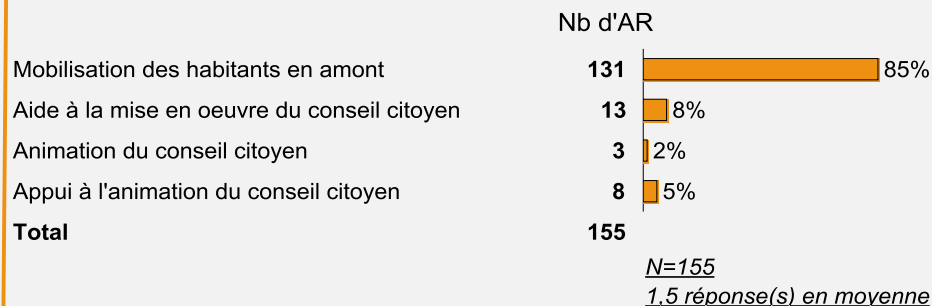 Nb d'AR
Mobilisation des habitants en amont 131 85%
Aide à la mise en oeuvre du conseil citoyen 13 8%
Animation du conseil citoyen 3 2%
Appui à l'animation du conseil citoyen 8 5%
Total 155
N=155
1,5 réponse(s) en moyenne